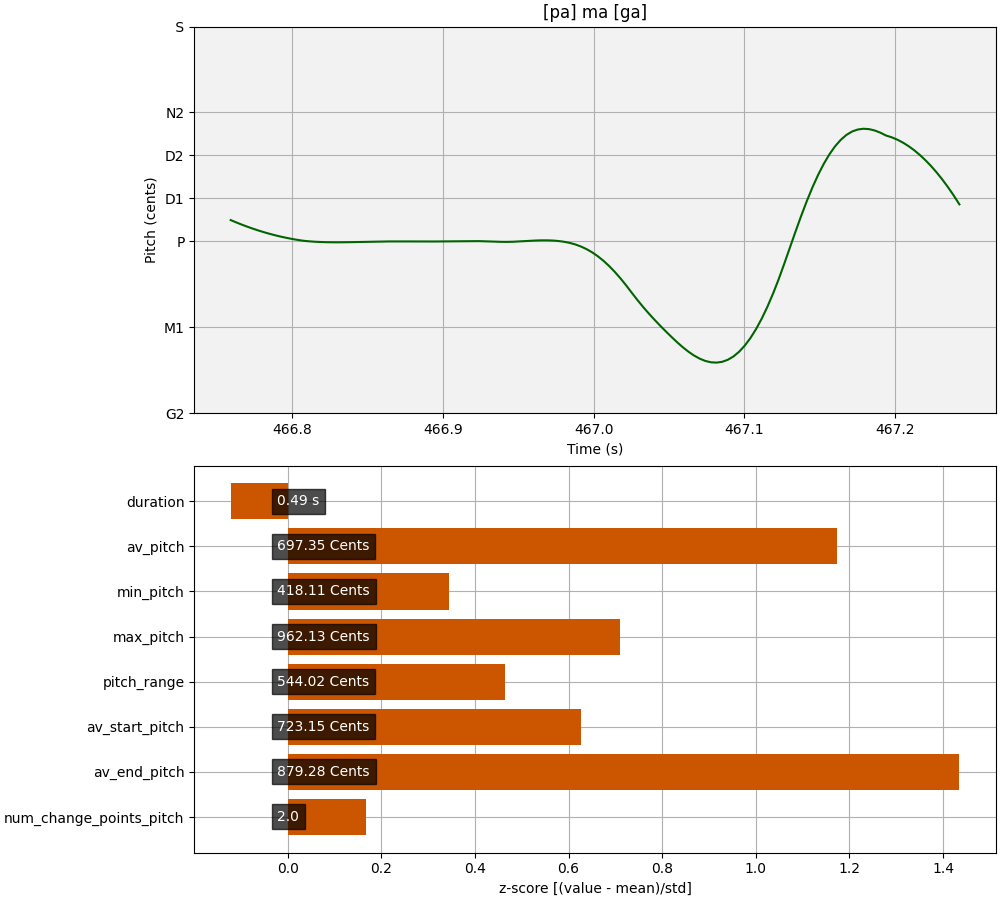 [pa] ma [ga]
S
N2
D2
D1
P
M1
G2
Pitch (cents)
466.8 466.9 467.0 467.1 467.2
Time (s)
duration 0.49 s
av_pitch 697.35 Cents
min_pitch 418.11 Cents
max_pitch 962.13 Cents
pitch_range 544.02 Cents
av_start_pitch 723.15 Cents
av_end_pitch 879.28 Cents
num_change_points_pitch 2.0
0.0 0.2 0.4 0.6 0.8 1.0 1.2 1.4
z-score [(value - mean)/std]